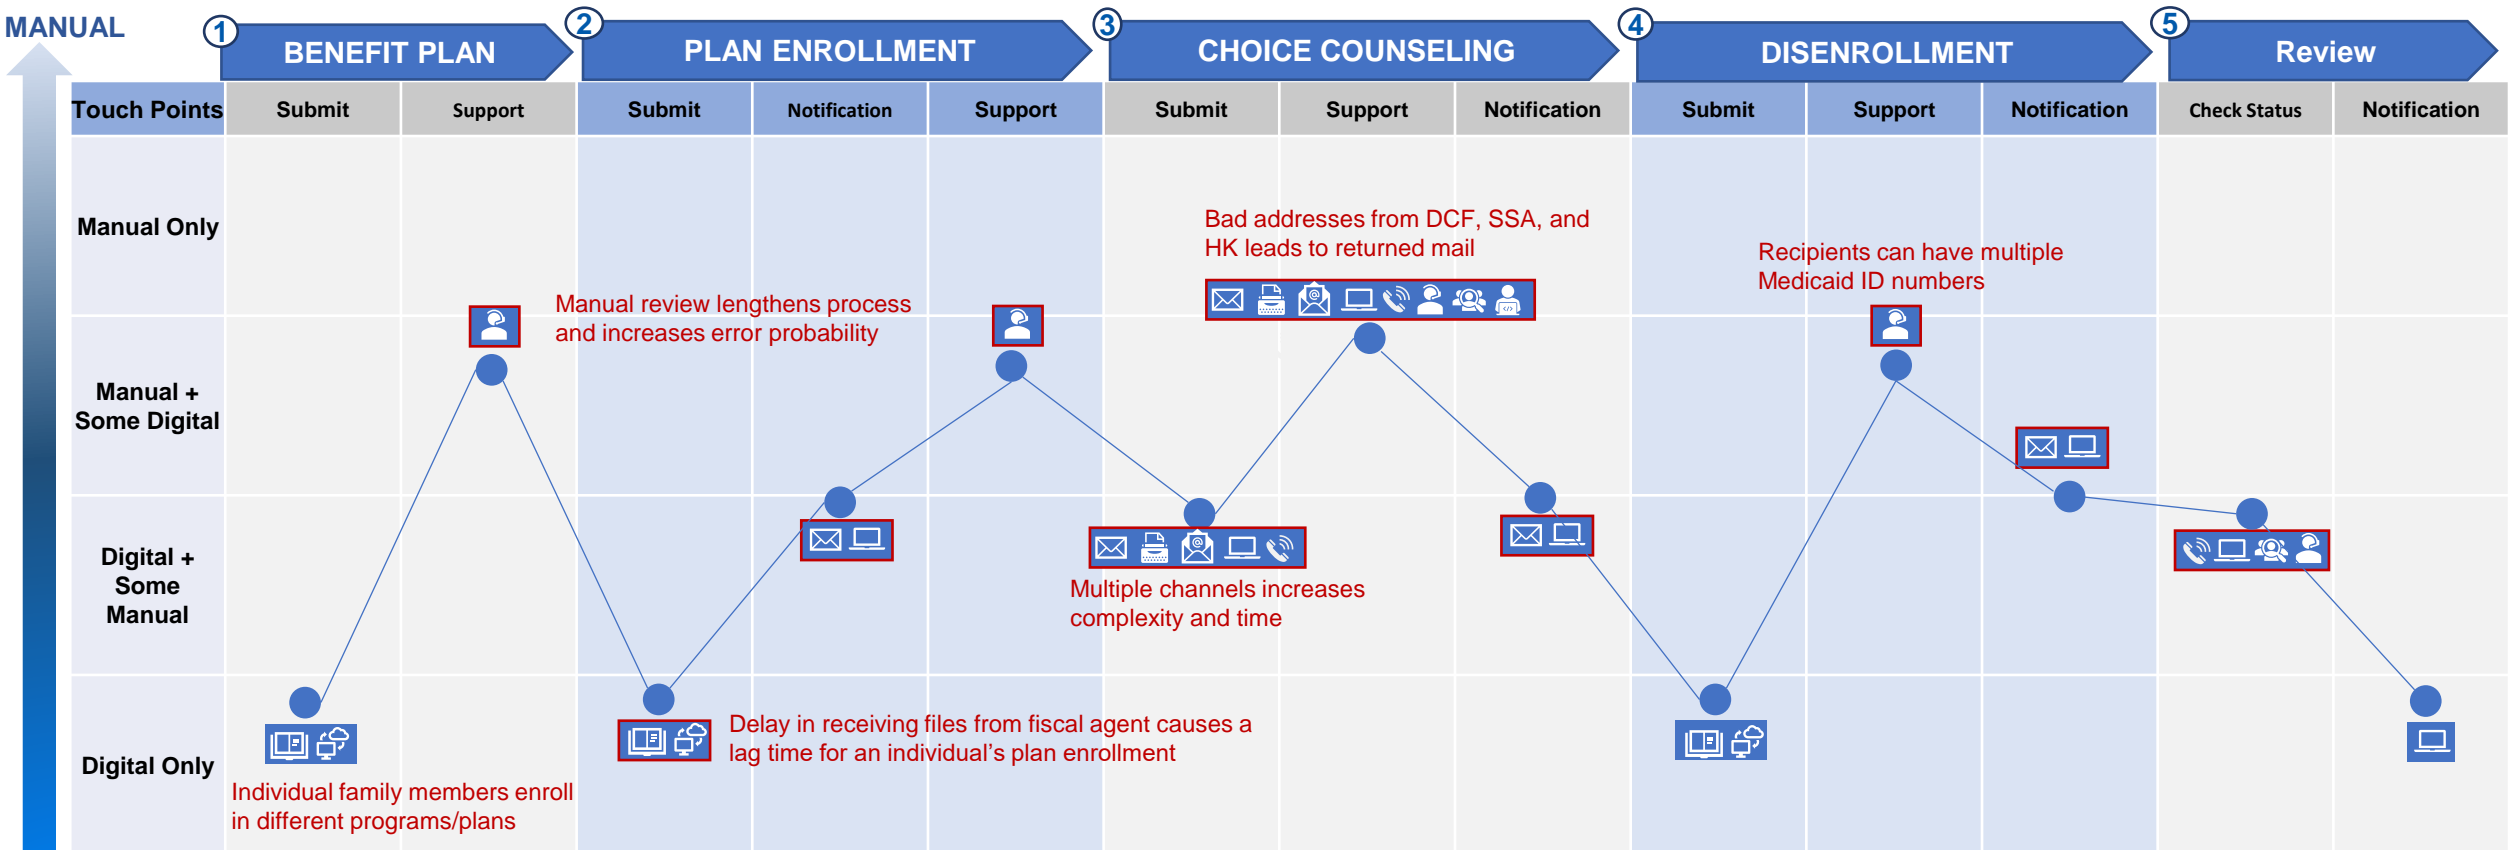 MANUAL
1
BENEFIT PLAN
2
PLAN ENROLLMENT
3
CHOICE COUNSELING
4
DISENROLLMENT
5
Review
Touch Points
Submit
Support
Submit
Notification
Support
Submit
Support
Notification
Submit
Support
Notification
Check Status
Notification
Manual Only
Bad addresses from DCF, SSA, and
HK leads to returned mail
Recipients can have multiple
Medicaid ID numbers
Manual review lengthens process
and increases error probability
Manual +
Some Digital
Digital +
Some
Manual
Multiple channels increases
complexity and time
Digital Only
Delay in receiving files from fiscal agent causes a
lag time for an individual’s plan enrollment
Individual family members enroll
in different programs/plans